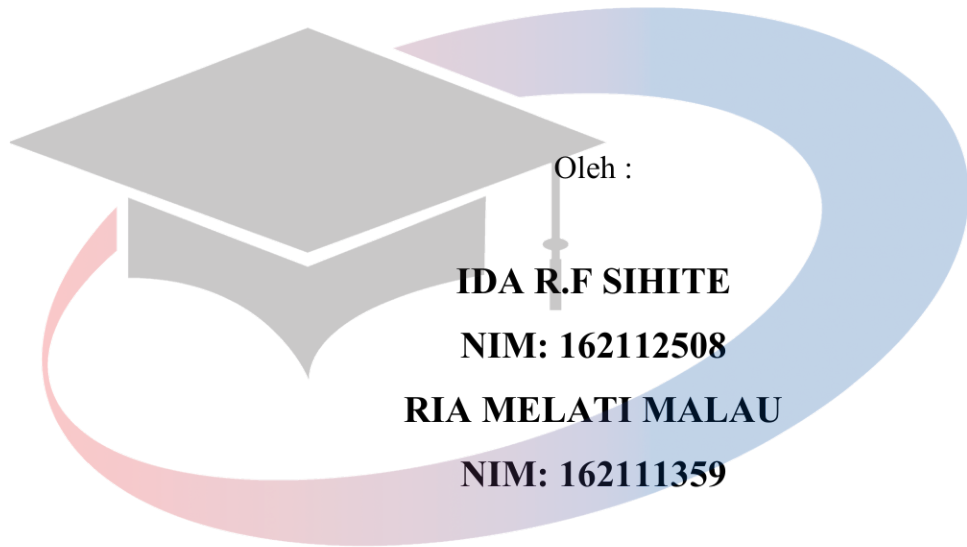 Oleh :
IDA R.F SIHITE
NIM: 162112508
RIA MELATI MALAU
NIM: 162111359